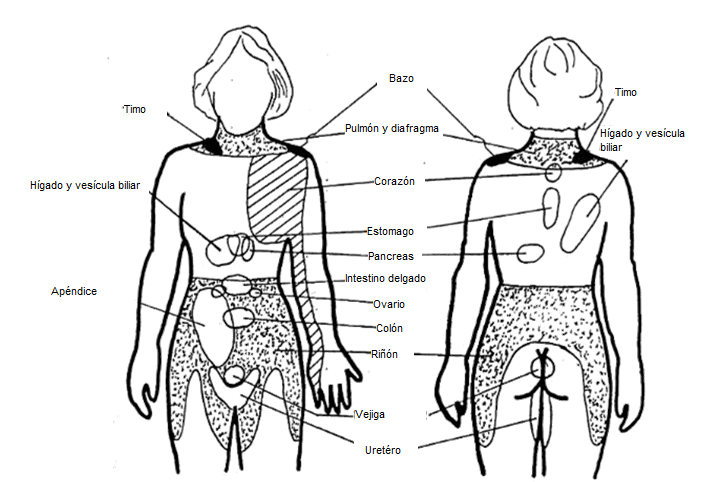 Bazo
Timo
Timo
Pulmón y diafragma
Hígado y vesícula
biliar
Corazón
Hígado y vesícula biliar
Estomago
Pancreas
Intestino delgado
Apéndice
Ovario
Colón
Riñón
Vejiga
Uretéro